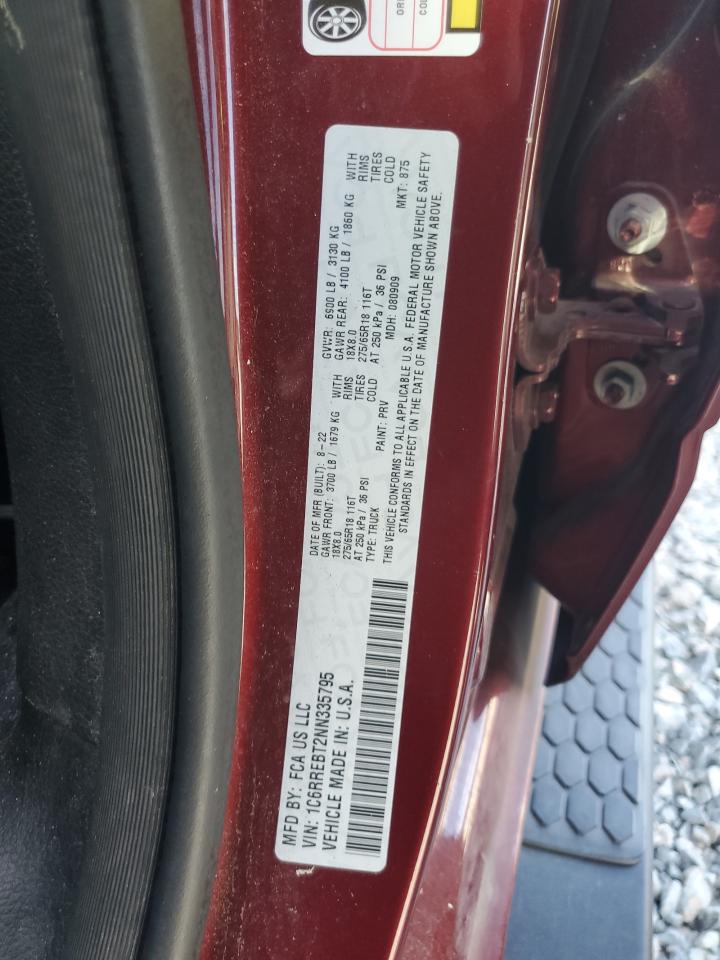 MFD BY: FCA US LLC
VIN: 1C6RREBT2NN335795
VEHICLE MADE IN: U.S.A.
DATE OF MFR (BUILT): 8-22 GVWR: 6900 LB / 3130 KG
GAWR FRONT: 3700 LB / 1679 KG WITH GAWR REAR: 4100 LB / 1860 KG WITH
18X8.0 RIMS 18X8.0 RIMS
275/65R18 116T TIRES 275/65R18 116T TIRES
AT 250 kPa / 36 PSI COLD AT 250 kPa / 36 PSI COLD
TYPE: TRUCK PAINT: PRV MDH: 080909 MKT: 875
THIS VEHICLE CONFORMS TO ALL APPLICABLE U.S.A. FEDERAL MOTOR VEHICLE SAFETY
STANDARDS IN EFFECT ON THE DATE OF MANUFACTURE SHOWN ABOVE.